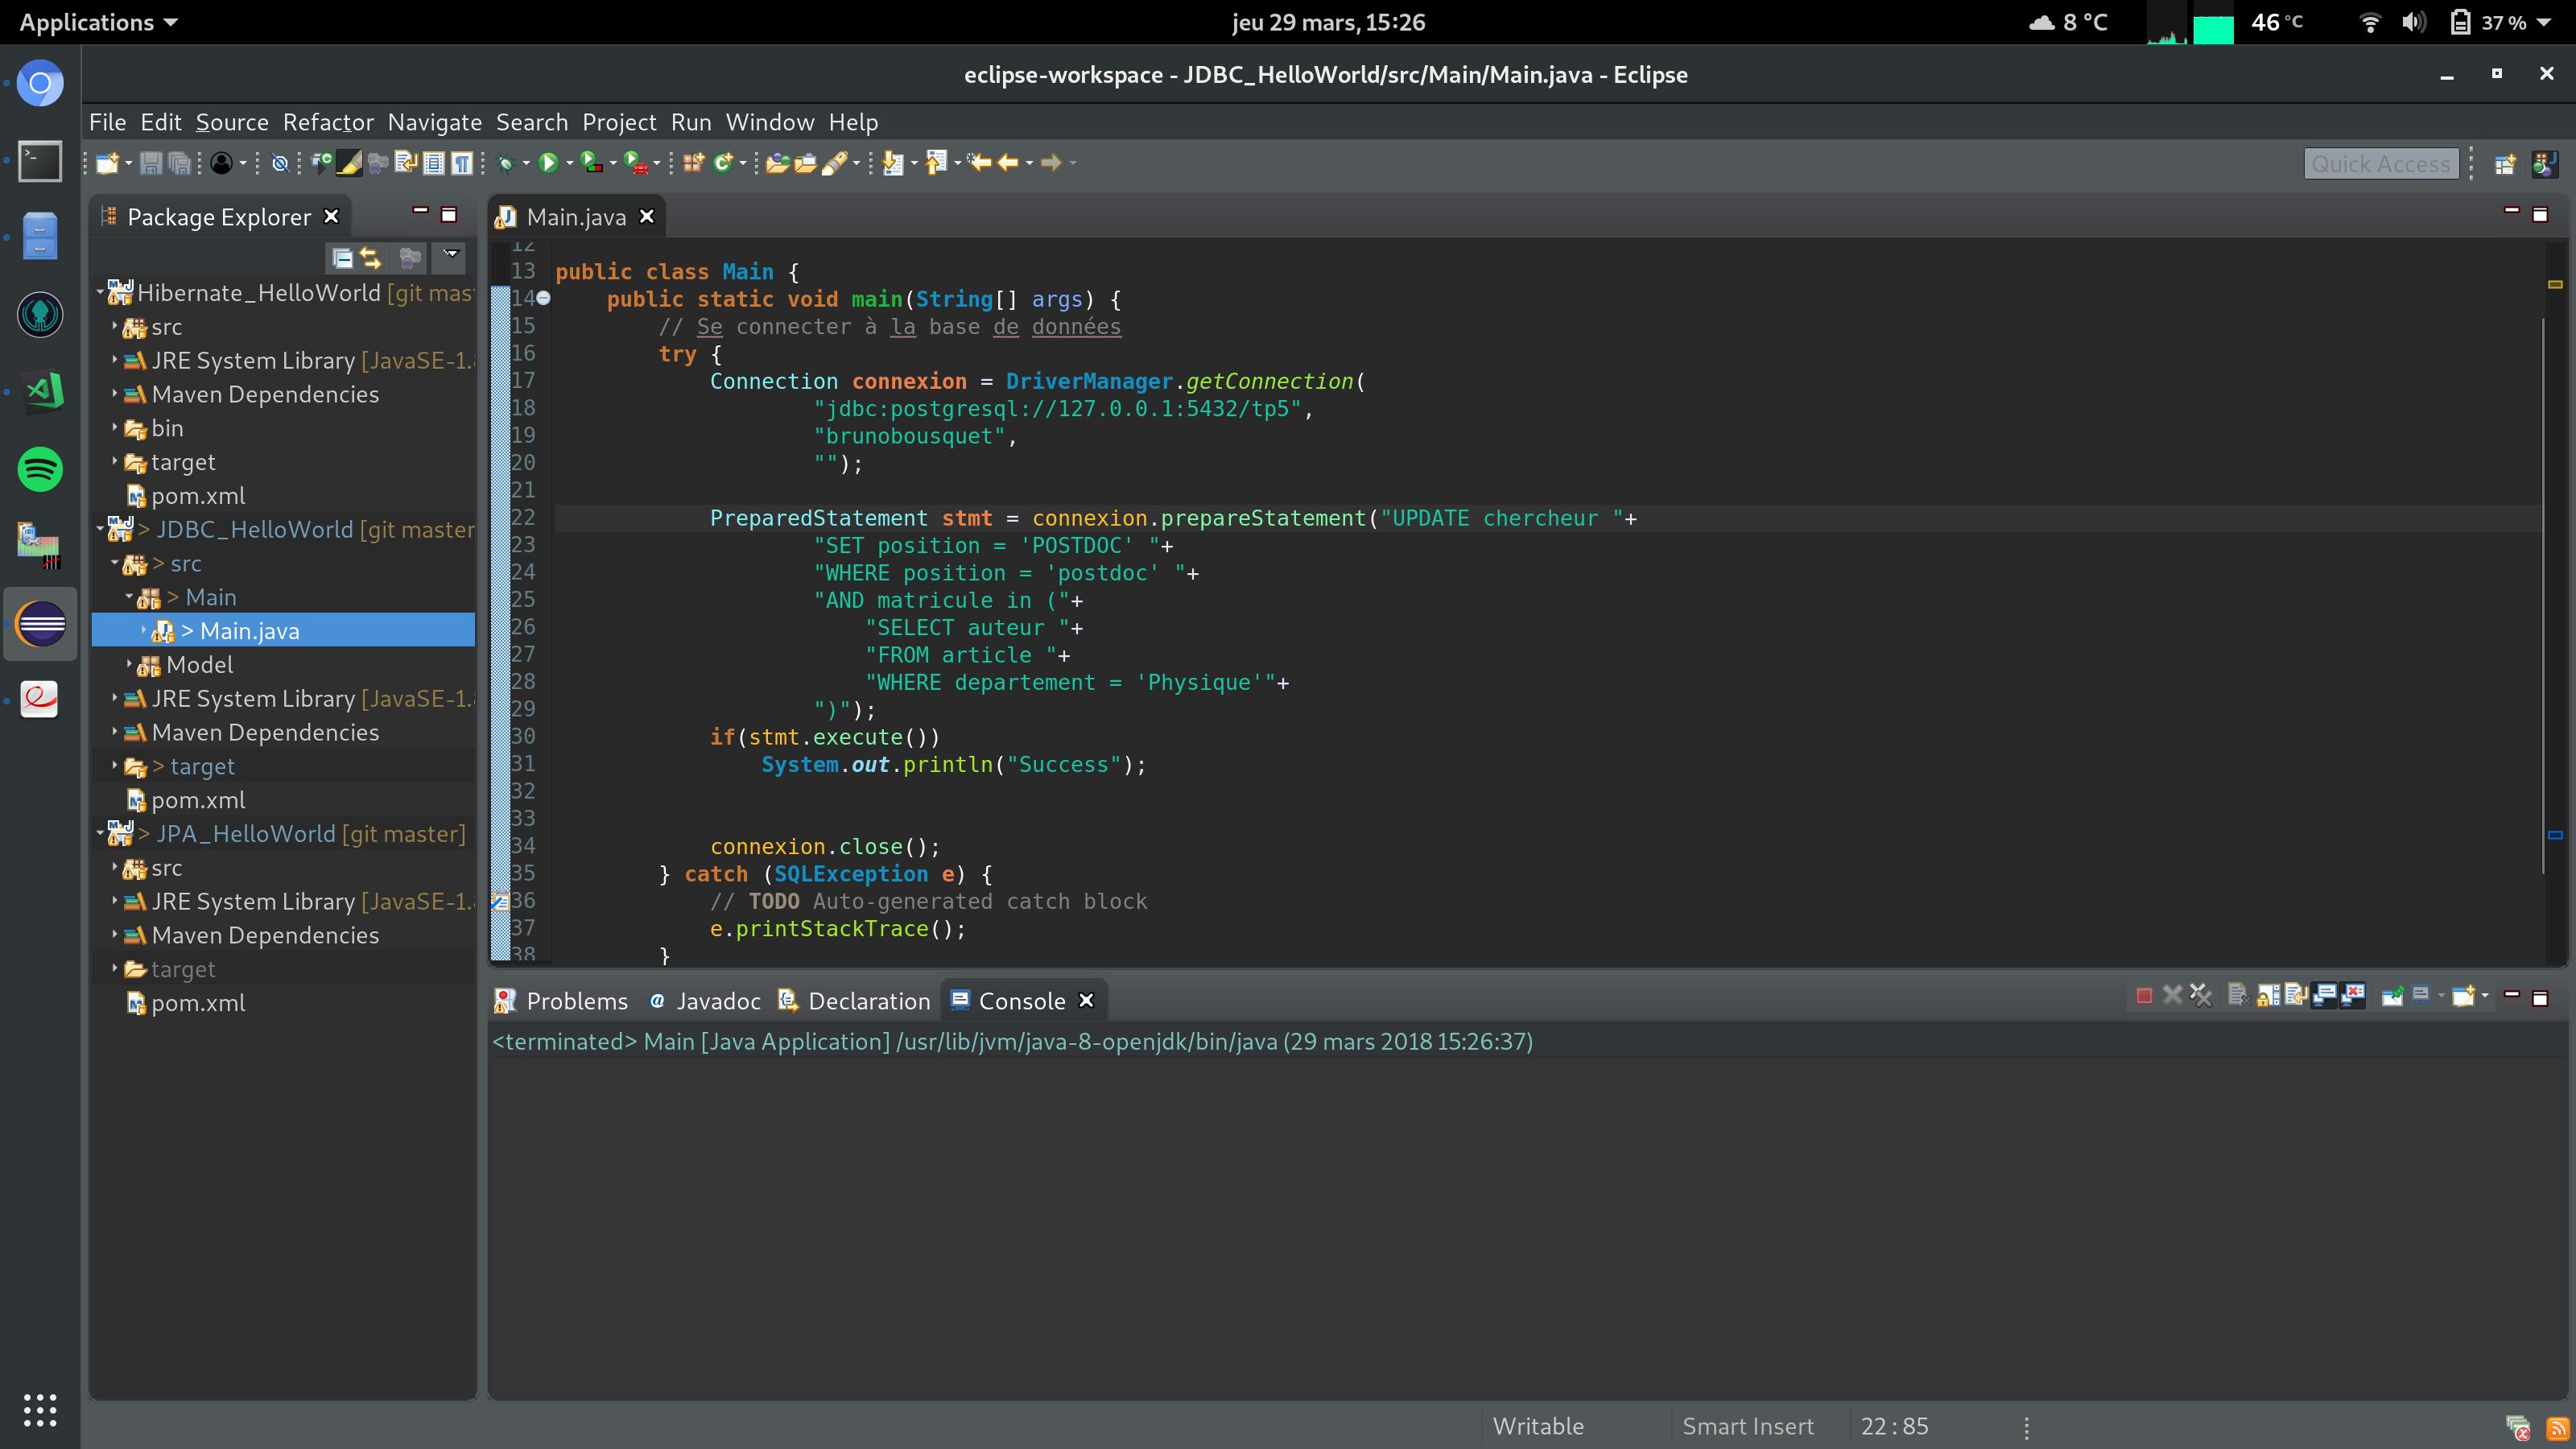 Applications
jeu 29 mars, 15:26
8 °C
46 °C
37 %
eclipse-workspace - JDBC_HelloWorld/src/Main/Main.java - Eclipse
File Edit Source Refactor Navigate Search Project Run Window Help
Quick Access
Package Explorer
Hibernate_HelloWorld [git mas
src
JRE System Library [JavaSE-1.
Maven Dependencies
bin
target
pom.xml
> JDBC_HelloWorld [git master
> src
> Main
> Main.java
Model
JRE System Library [JavaSE-1.
Maven Dependencies
> target
pom.xml
> JPA_HelloWorld [git master]
src
JRE System Library [JavaSE-1.
Maven Dependencies
target
pom.xml
Main.java
12
13 public class Main {
14 public static void main(String[] args) {
15 // Se connecter à la base de données
16 try {
17 Connection connexion = DriverManager.getConnection(
18 "jdbc:postgresql://127.0.0.1:5432/tp5",
19 "brunobousquet",
20 "");
21
22 PreparedStatement stmt = connexion.prepareStatement("UPDATE chercheur "+
23 "SET position = 'POSTDOC' "+
24 "WHERE position = 'postdoc' "+
25 "AND matricule in ("+
26 "SELECT auteur "+
27 "FROM article "+
28 "WHERE departement = 'Physique'"+
29 ")");
30 if(stmt.execute())
31 System.out.println("Success");
32
33
34 connexion.close();
35 } catch (SQLException e) {
36 // TODO Auto-generated catch block
37 e.printStackTrace();
38 }
Problems @ Javadoc Declaration Console
<terminated> Main [Java Application] /usr/lib/jvm/java-8-openjdk/bin/java (29 mars 2018 15:26:37)
Writable Smart Insert 22 : 85